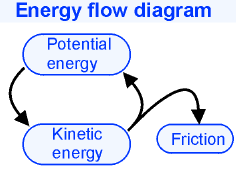 Energy flow diagram
Potential
energy
Kinetic
energy
Friction